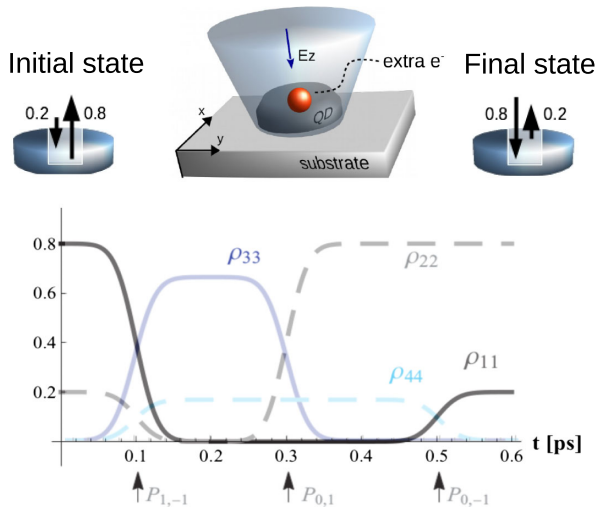 Initial state
0.2 0.8
Ez
extra e⁻
QD
x
y
substrate
Final state
0.8 0.2
0.8
0.6
0.4
0.2
ρ₃₃
ρ₂₂
ρ₄₄
ρ₁₁
0.1 0.2 0.3 0.4 0.5 0.6
t [ps]
P₁,₋₁ P₀,₁ P₀,₋₁